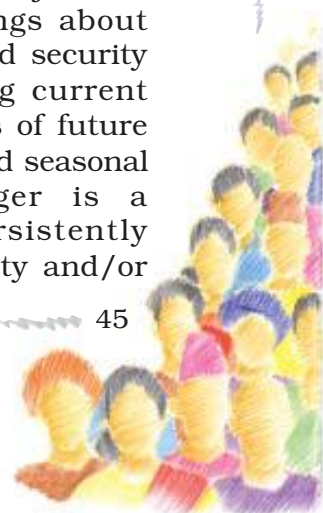 ngs about
d security
g current
s of future
d seasonal
ger is a
rsistently
ty and/or
45